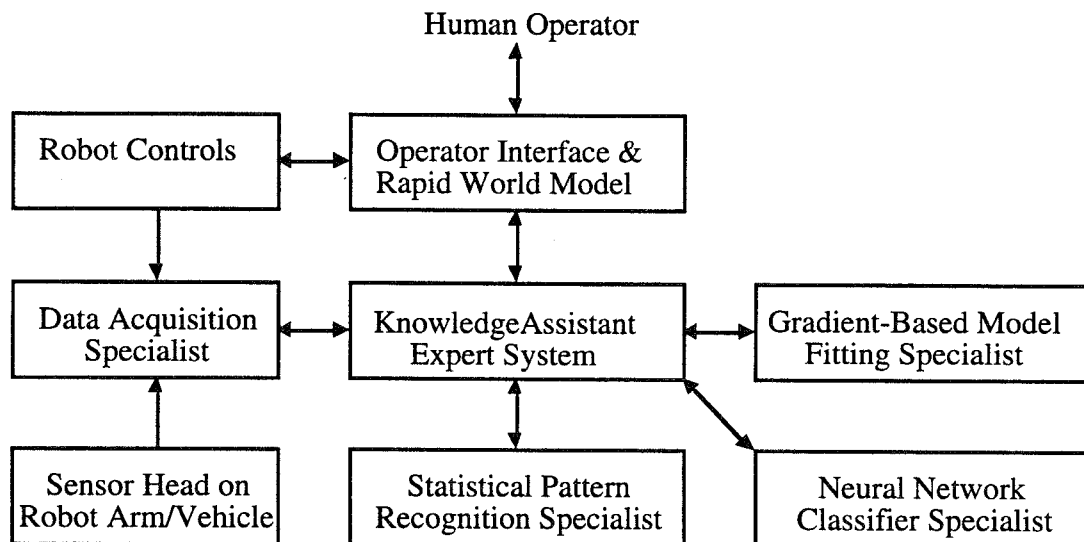 Human Operator
Robot Controls
Operator Interface &
Rapid World Model
Data Acquisition
Specialist
KnowledgeAssistant
Expert System
Gradient-Based Model
Fitting Specialist
Sensor Head on
Robot Arm/Vehicle
Statistical Pattern
Recognition Specialist
Neural Network
Classifier Specialist